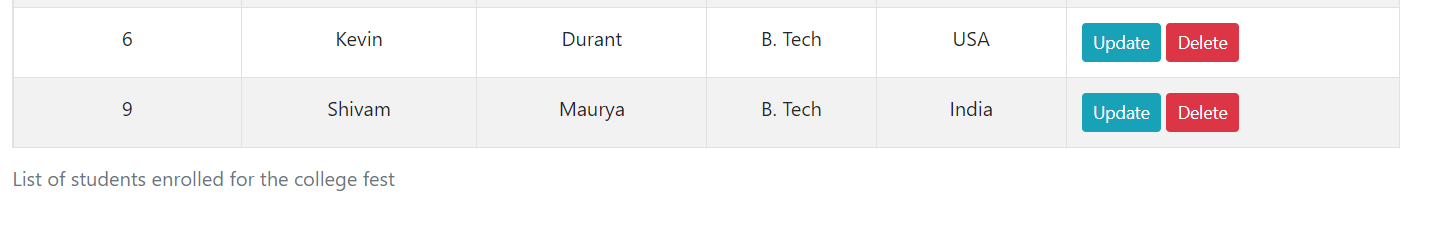 6 Kevin Durant B. Tech USA Update Delete
9 Shivam Maurya B. Tech India Update Delete
List of students enrolled for the college fest